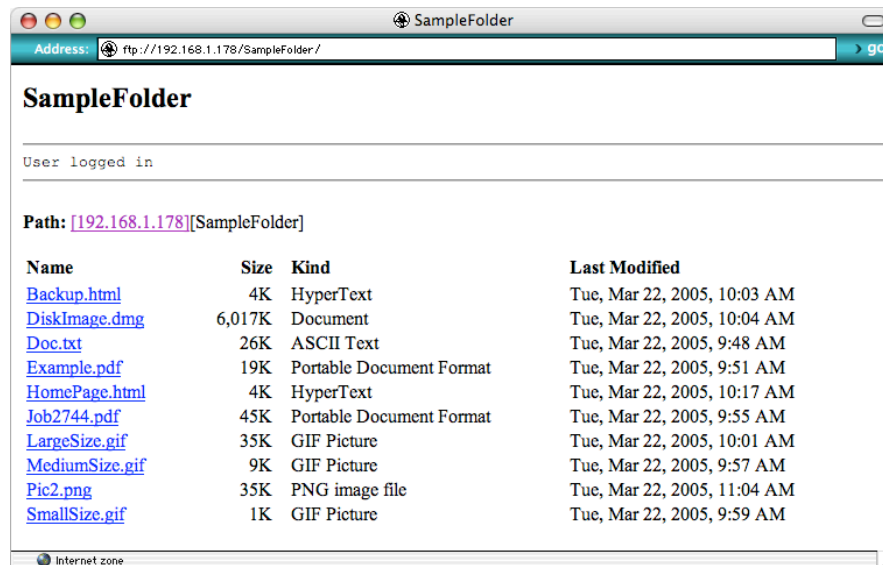 SampleFolder
Address: ftp://192.168.1.178/SampleFolder/ › go
SampleFolder
User logged in
Path: [192.168.1.178][SampleFolder]
Name Size Kind Last Modified
Backup.html 4K HyperText Tue, Mar 22, 2005, 10:03 AM
DiskImage.dmg 6,017K Document Tue, Mar 22, 2005, 10:04 AM
Doc.txt 26K ASCII Text Tue, Mar 22, 2005, 9:48 AM
Example.pdf 19K Portable Document Format Tue, Mar 22, 2005, 9:51 AM
HomePage.html 4K HyperText Tue, Mar 22, 2005, 10:17 AM
Job2744.pdf 45K Portable Document Format Tue, Mar 22, 2005, 9:55 AM
LargeSize.gif 35K GIF Picture Tue, Mar 22, 2005, 10:01 AM
MediumSize.gif 9K GIF Picture Tue, Mar 22, 2005, 9:57 AM
Pic2.png 35K PNG image file Tue, Mar 22, 2005, 11:04 AM
SmallSize.gif 1K GIF Picture Tue, Mar 22, 2005, 9:59 AM
Internet zone